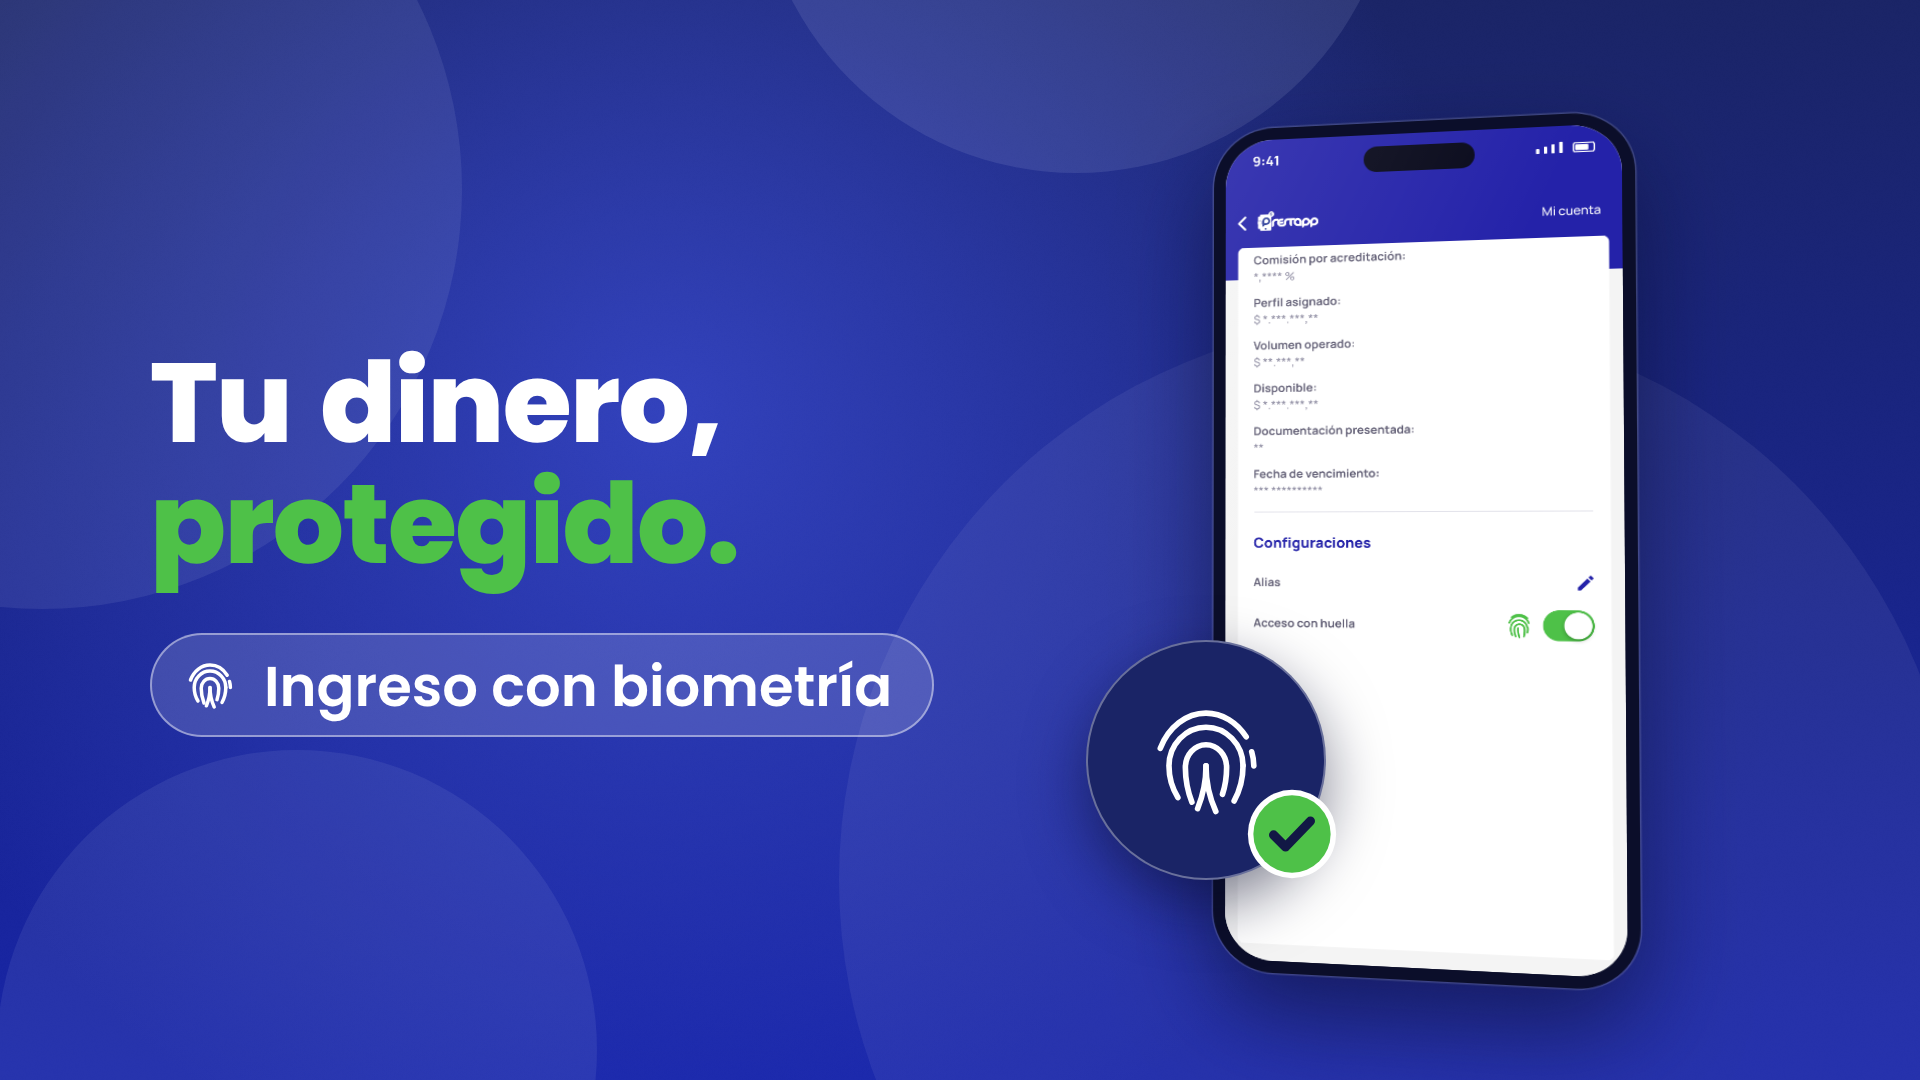 Tu dinero,
protegido.
Ingreso con biometría
9:41
Prestapp
Mi cuenta
Comisión por acreditación:
*,**** %
Perfil asignado:
$ *.***.***,**
Volumen operado:
$ **.***,**
Disponible:
$ *.***.***,**
Documentación presentada:
**
Fecha de vencimiento:
*** **********
Configuraciones
Alias
Acceso con huella